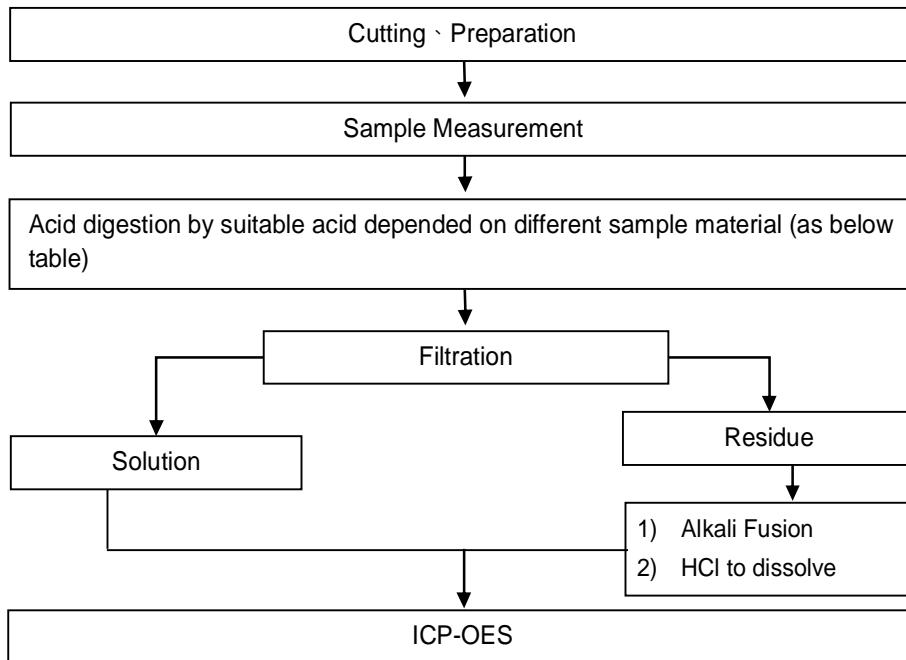 Cutting、Preparation
Sample Measurement
Acid digestion by suitable acid depended on different sample material (as below
table)
Filtration
Solution
Residue
1) Alkali Fusion
2) HCl to dissolve
ICP-OES